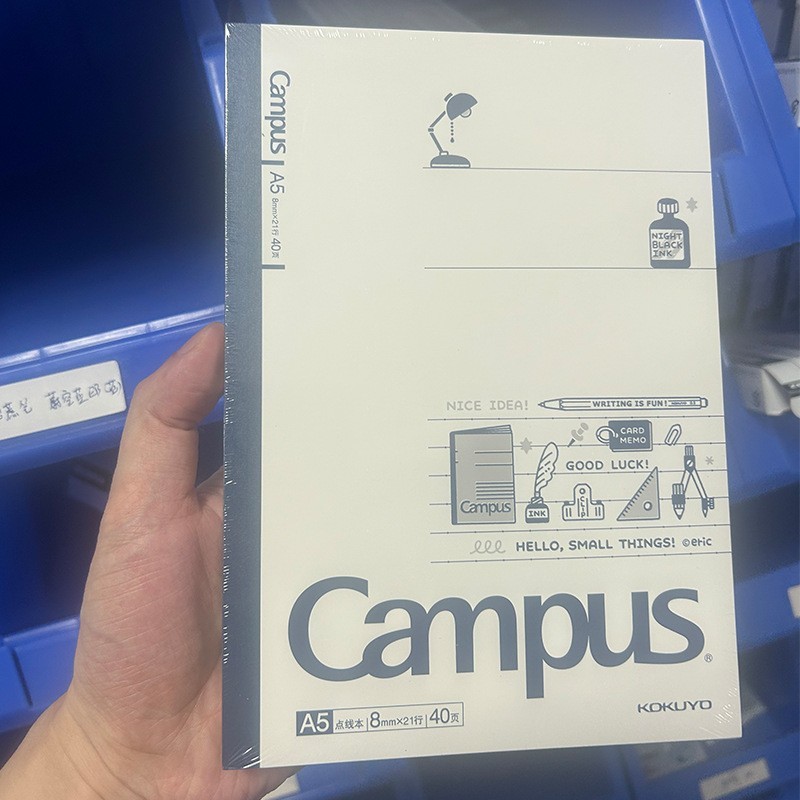 Campus
A5
8mm×21行
40页
NIGHT
BLACK
INK
NICE IDEA!
WRITING IS FUN!
CARD
MEMO
GOOD LUCK!
Campus
INK
CLIP
HELLO, SMALL THINGS! ©eric
Campus®
A5 点线本 8mm×21行 40页
KOKUYO